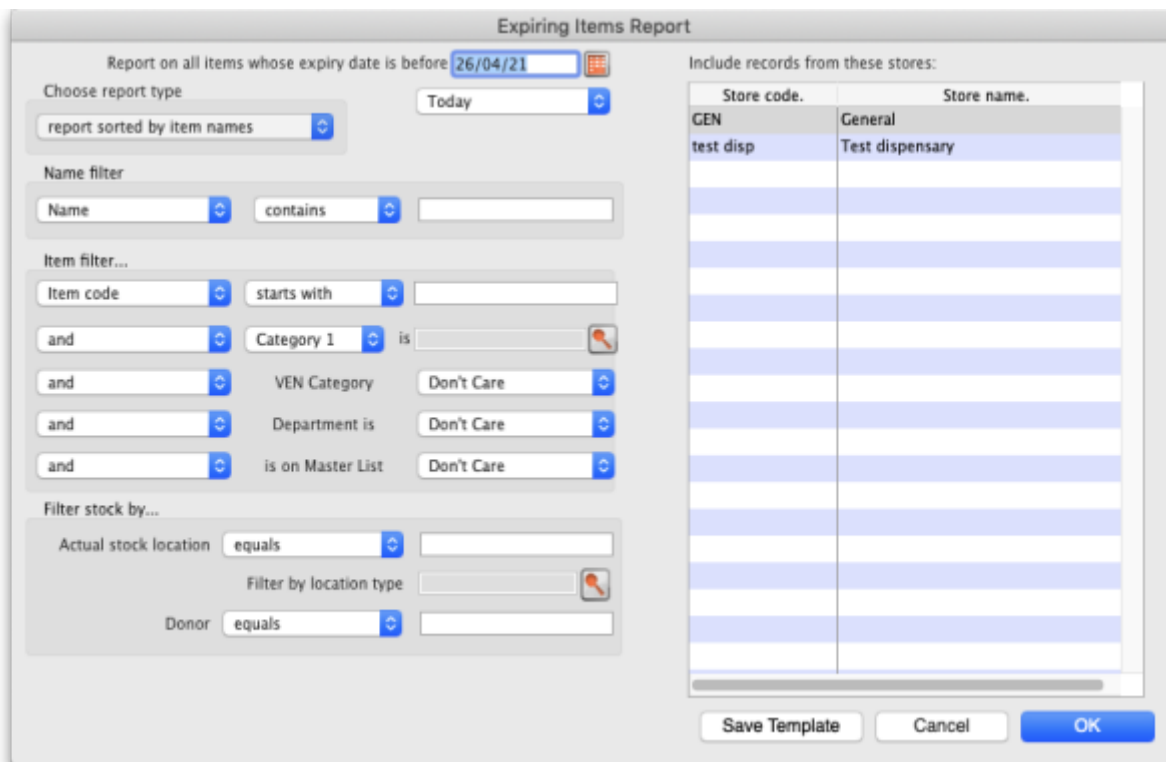 Expiring Items Report
Report on all items whose expiry date is before 26/04/21
Today
Choose report type
report sorted by item names
Name filter
Name contains
Item filter...
Item code starts with
and Category 1 is
and VEN Category Don't Care
and Department is Don't Care
and is on Master List Don't Care
Filter stock by...
Actual stock location equals
Filter by location type
Donor equals
Include records from these stores:
Store code. Store name.
GEN General
test disp Test dispensary
Save Template Cancel OK